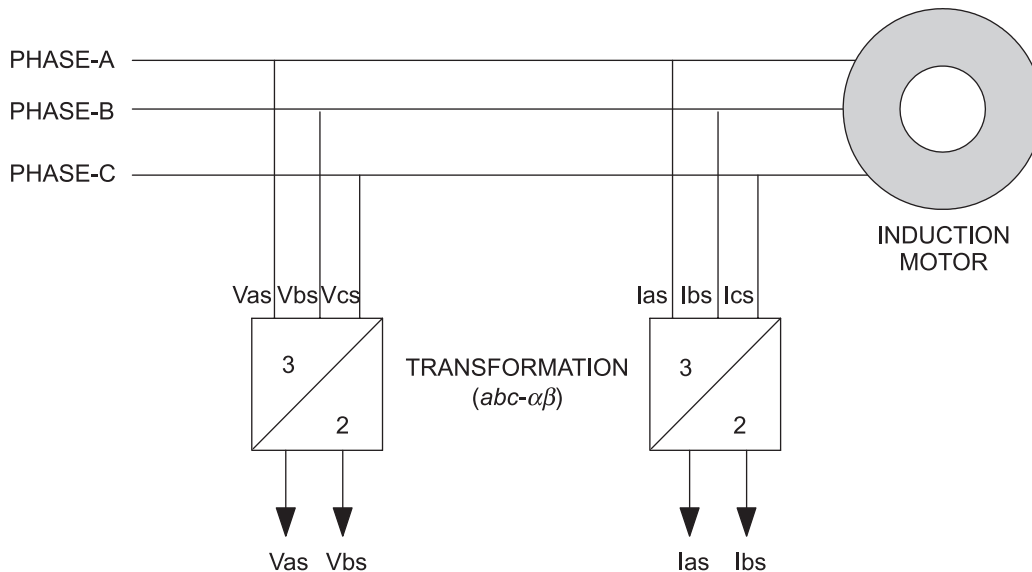 PHASE-A
PHASE-B
PHASE-C
INDUCTION
MOTOR
Vas Vbs Vcs
Ias Ibs Ics
3
2
TRANSFORMATION
(abc-αβ)
3
2
Vas Vbs
Ias Ibs